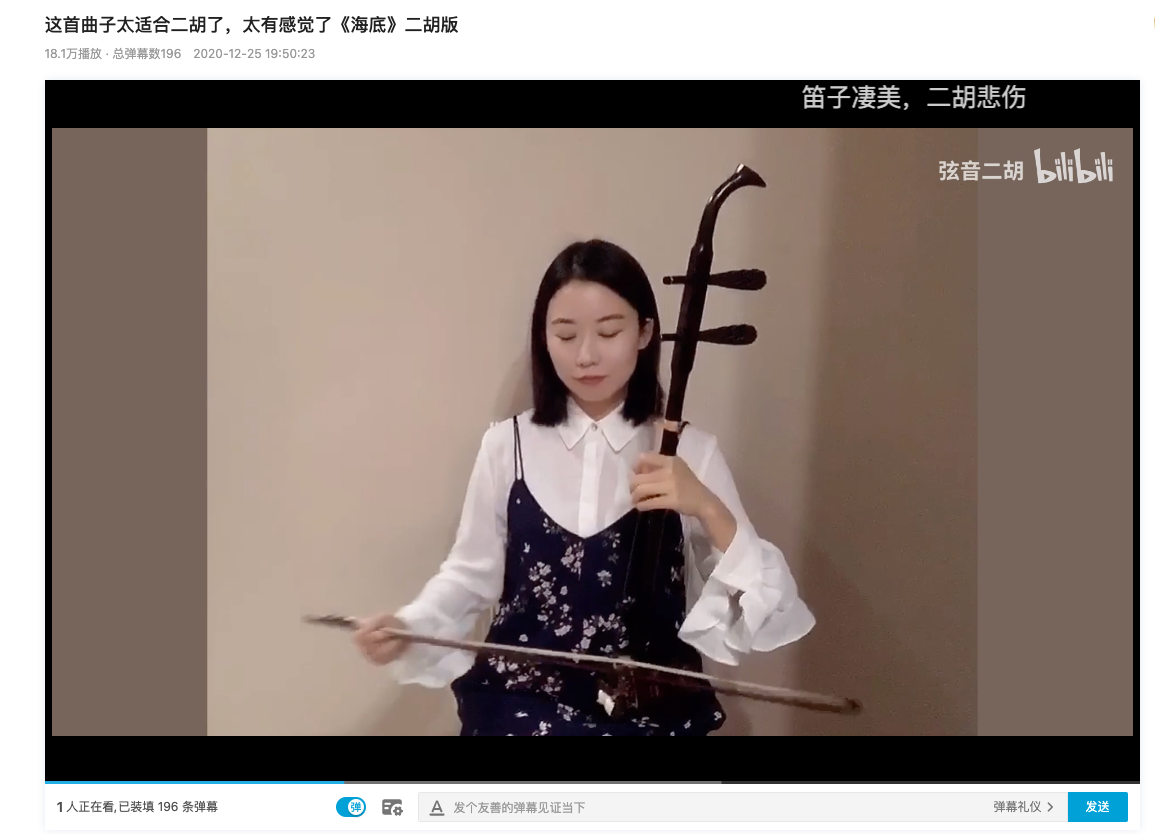 这首曲子太适合二胡了，太有感觉了《海底》二胡版
18.1万播放 · 总弹幕数196 2020-12-25 19:50:23
笛子凄美，二胡悲伤
弦音二胡 bilibili
1 人正在看,已装填 196 条弹幕
弹
A 发个友善的弹幕见证当下
弹幕礼仪 >
发送